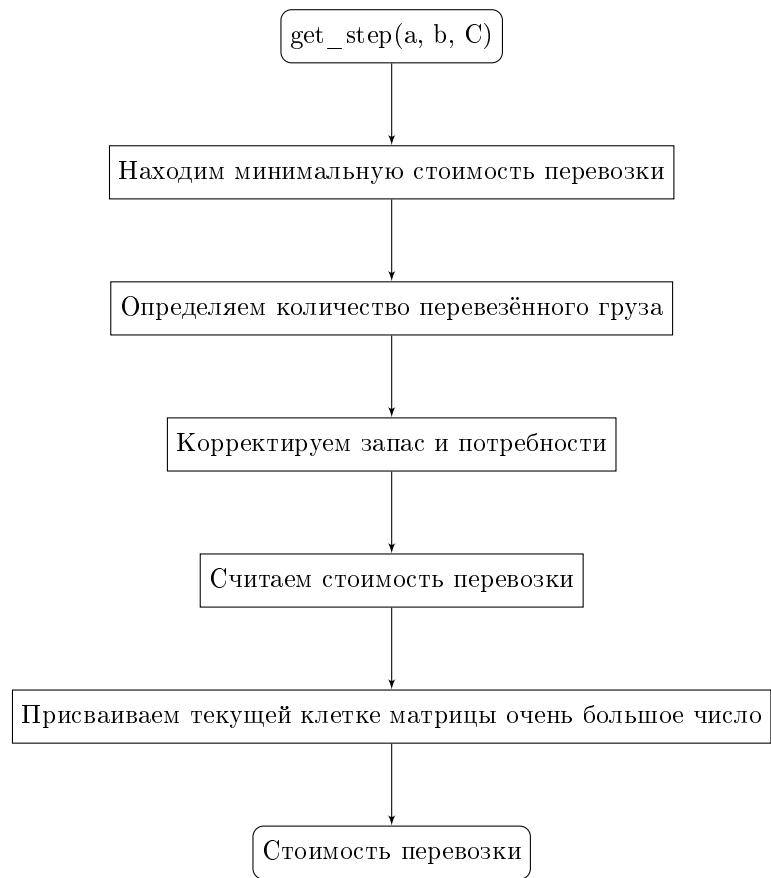 get_step(a, b, C)
Находим минимальную стоимость перевозки
Определяем количество перевезённого груза
Корректируем запас и потребности
Считаем стоимость перевозки
Присваиваем текущей клетке матрицы очень большое число
Стоимость перевозки